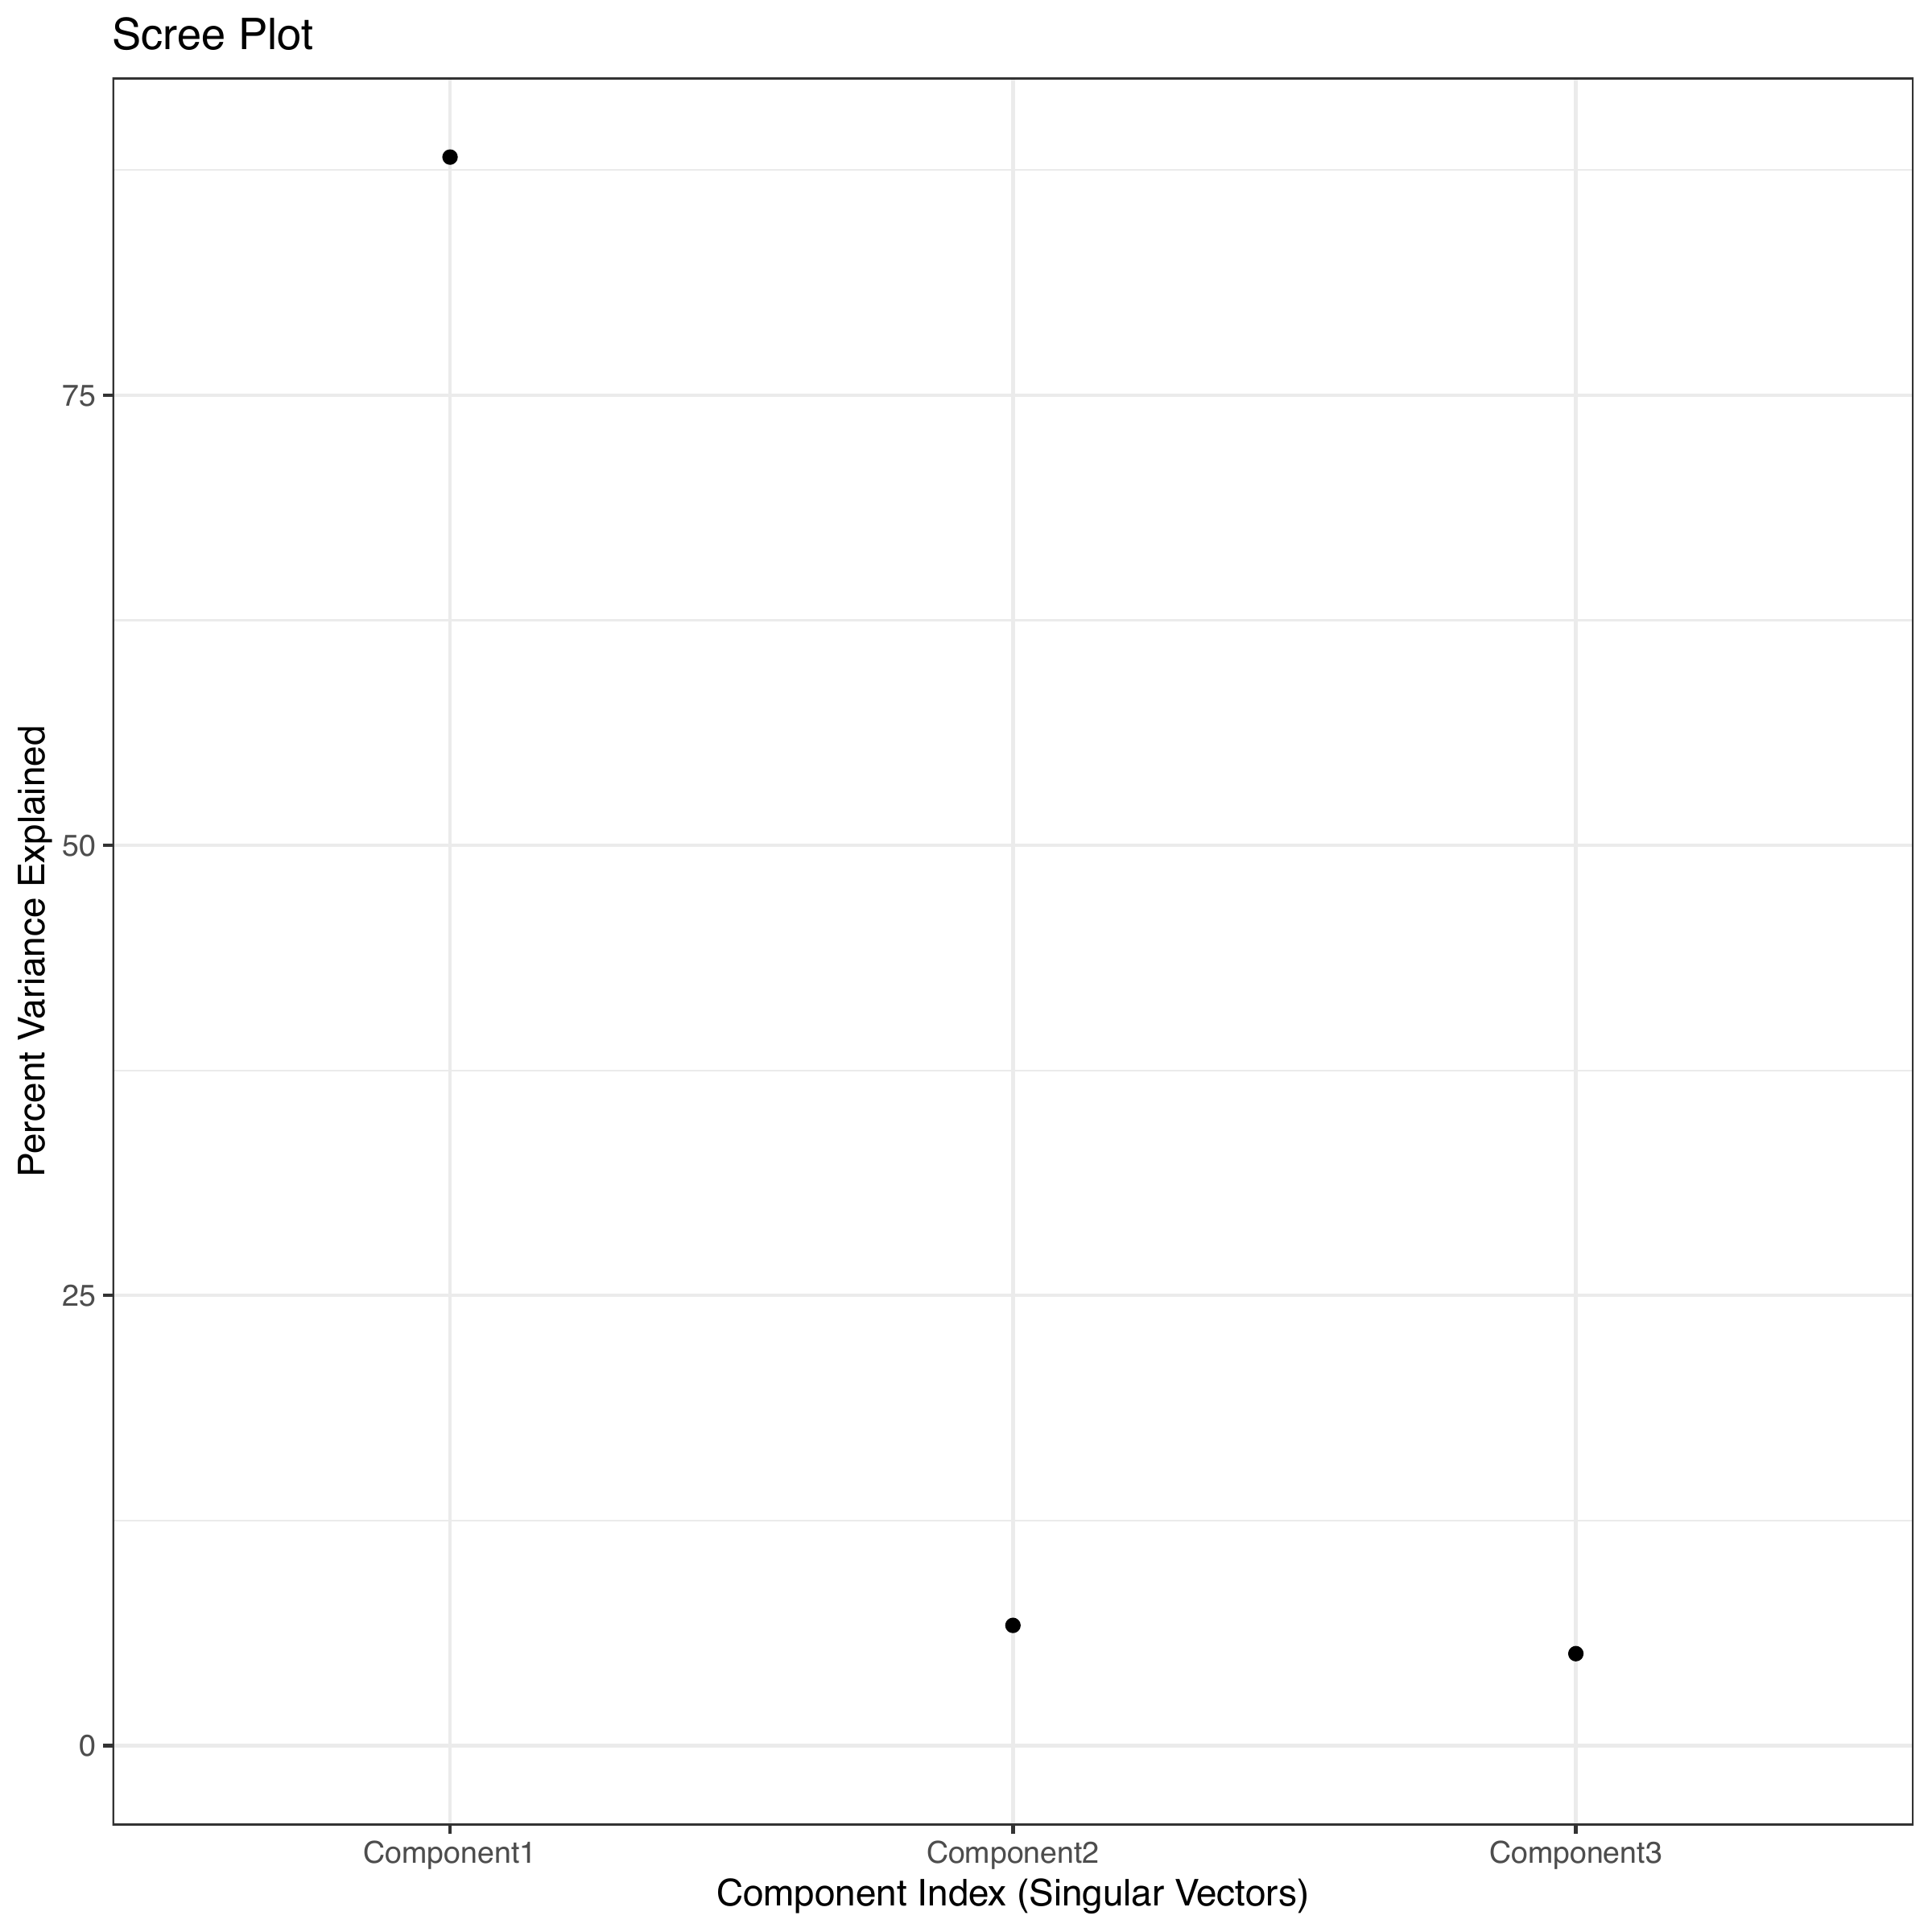 Scree Plot
Percent Variance Explained
75
50
25
0
Component1 Component2 Component3
Component Index (Singular Vectors)